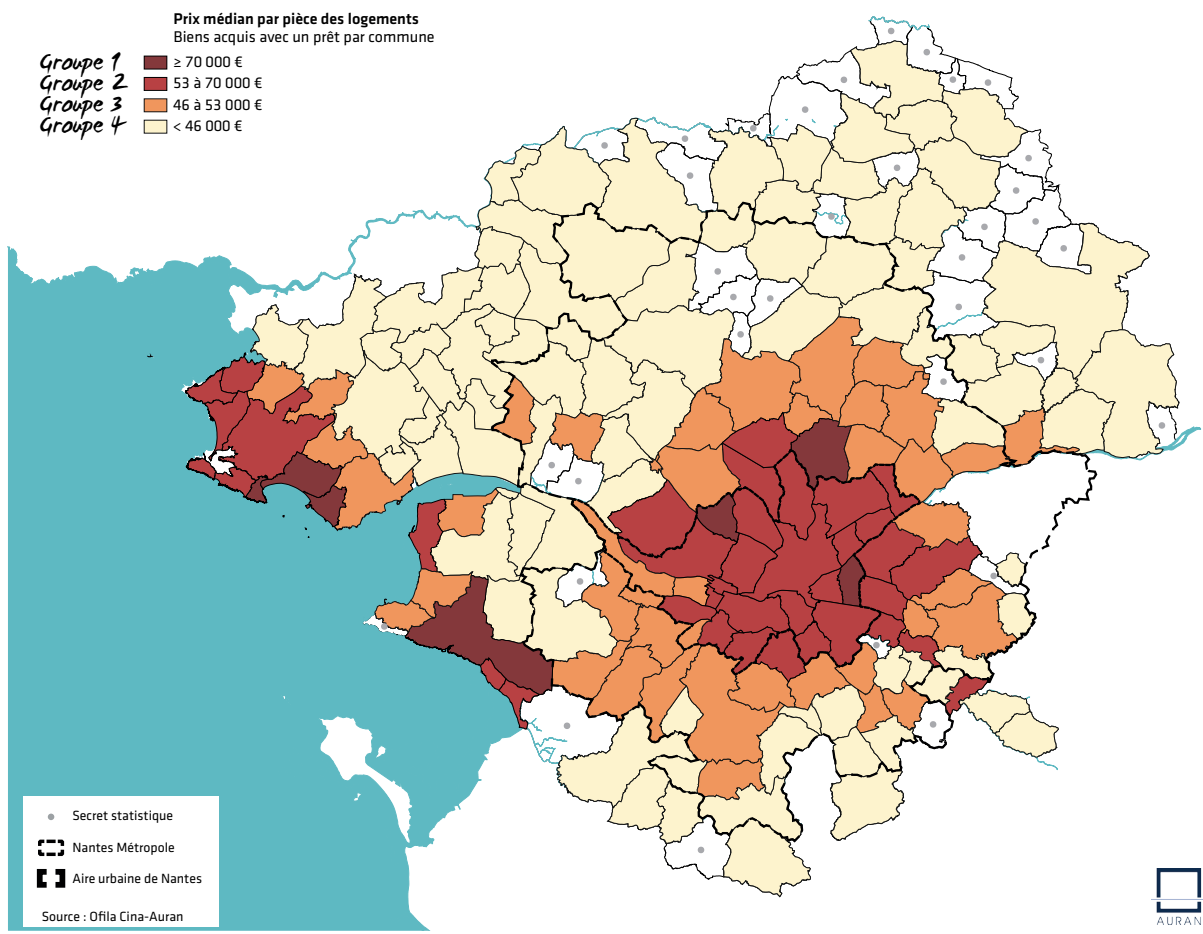 Prix médian par pièce des logements
Biens acquis avec un prêt par commune
Groupe 1 ≥ 70 000 €
Groupe 2 53 à 70 000 €
Groupe 3 46 à 53 000 €
Groupe 4 < 46 000 €
Secret statistique
Nantes Métropole
Aire urbaine de Nantes
Source : Ofila Cina-Auran
AURAN